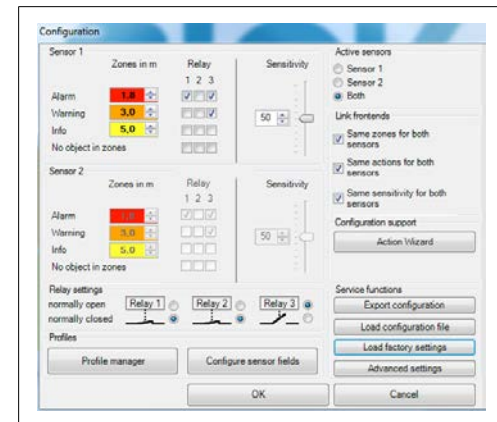 Configuration
Sensor 1
Zones in m Relay Sensitivity
1 2 3
Alarm 1,8
Warning 3,0
Info 5,0
No object in zones
50
Sensor 2
Zones in m Relay Sensitivity
1 2 3
Alarm
Warning 3,0
Info 5,0
No object in zones
50
Relay settings
normally open Relay 1 Relay 2 Relay 3
normally closed
Profiles
Profile manager Configure sensor fields
OK Cancel
Active sensors
Sensor 1
Sensor 2
Both
Link frontends
Same zones for both
sensors
Same actions for both
sensors
Same sensitivity for both
sensors
Configuration support
Action Wizard
Service functions
Export configuration
Load configuration file
Load factory settings
Advanced settings